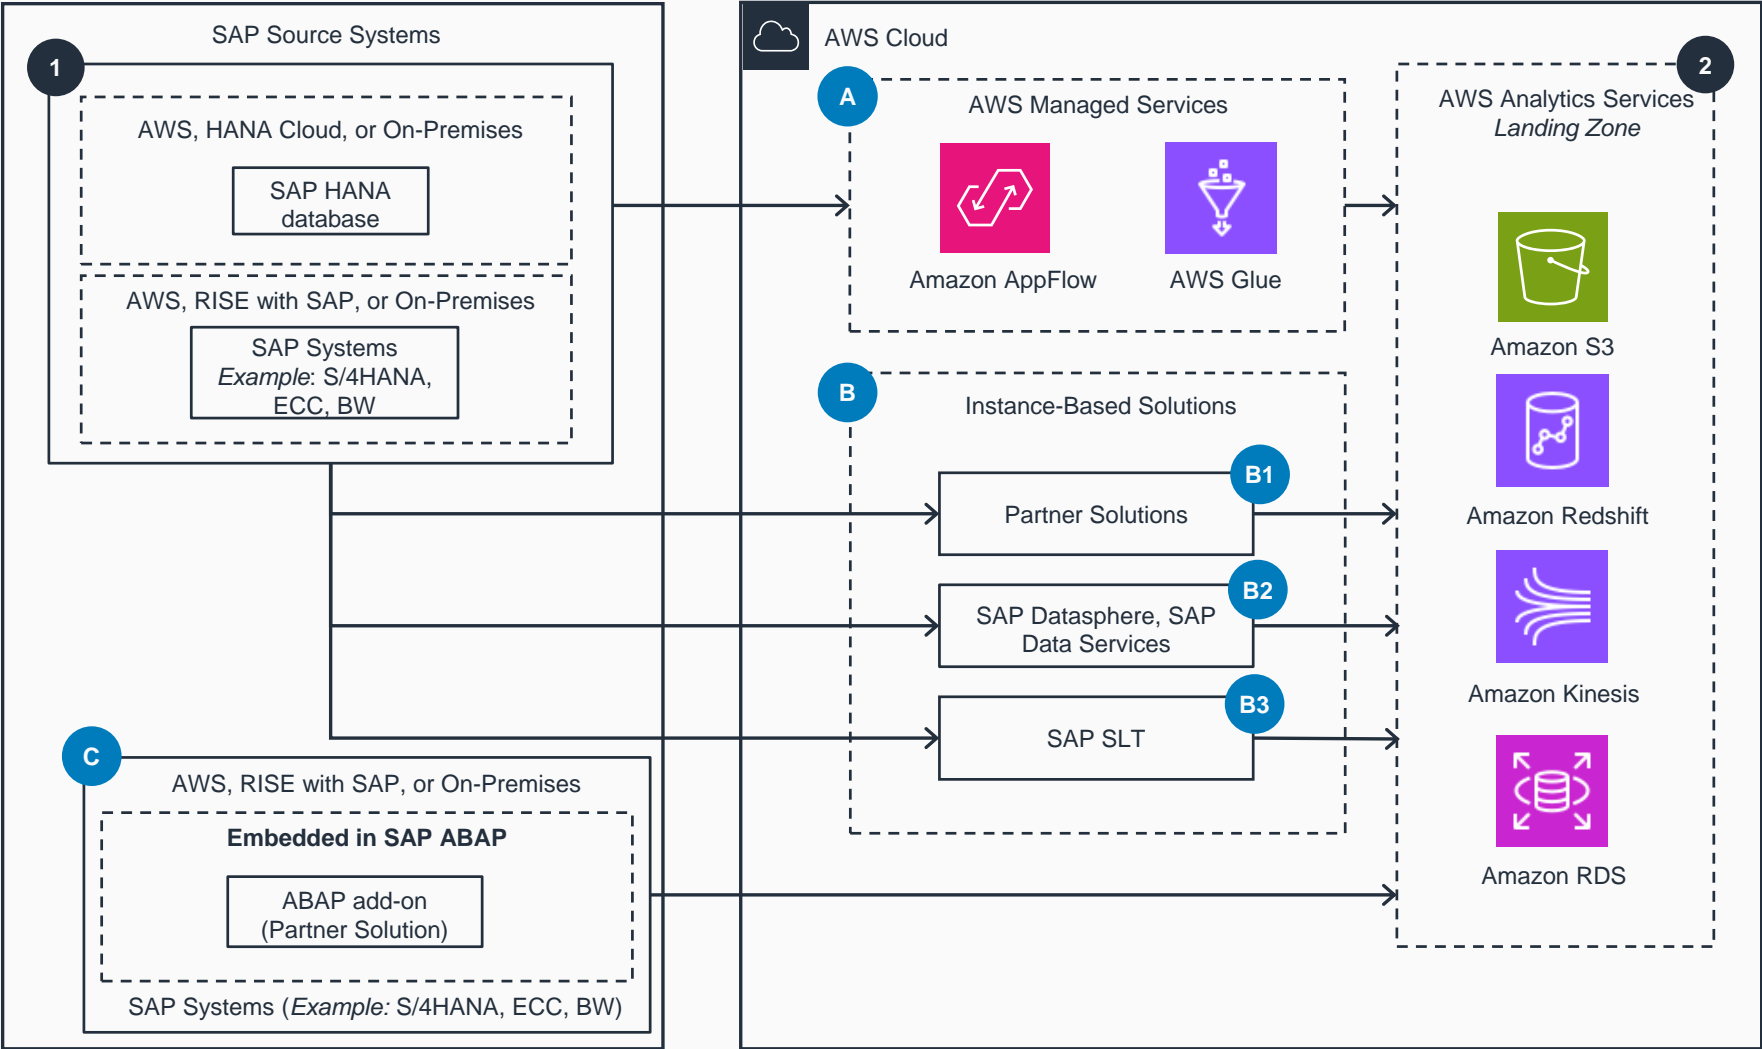 SAP Source Systems
1
AWS, HANA Cloud, or On-Premises
SAP HANA
database
AWS, RISE with SAP, or On-Premises
SAP Systems
Example: S/4HANA,
ECC, BW
C
AWS, RISE with SAP, or On-Premises
Embedded in SAP ABAP
ABAP add-on
(Partner Solution)
SAP Systems (Example: S/4HANA, ECC, BW)
AWS Cloud
A
AWS Managed Services
Amazon AppFlow
AWS Glue
B
Instance-Based Solutions
B1
Partner Solutions
B2
SAP Datasphere, SAP
Data Services
B3
SAP SLT
2
AWS Analytics Services
Landing Zone
Amazon S3
Amazon Redshift
Amazon Kinesis
Amazon RDS